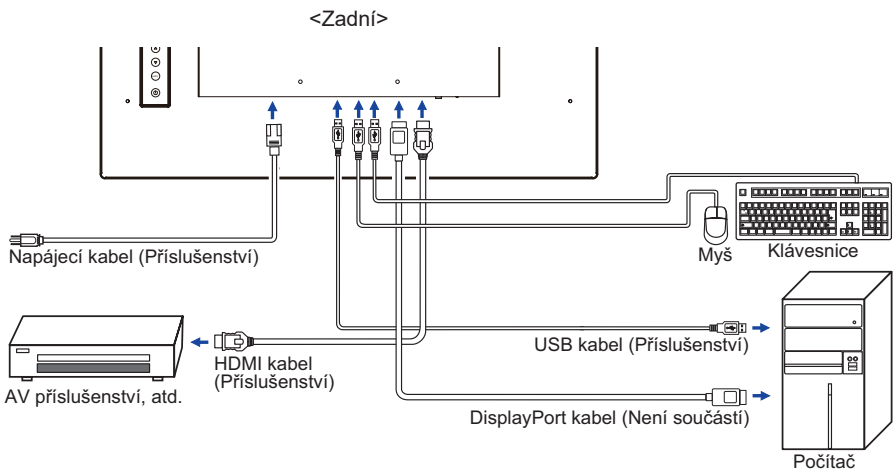 <Zadní>
Napájecí kabel (Příslušenství)
Myš
Klávesnice
USB kabel (Příslušenství)
HDMI kabel
(Příslušenství)
AV příslušenství, atd.
DisplayPort kabel (Není součástí)
Počítač